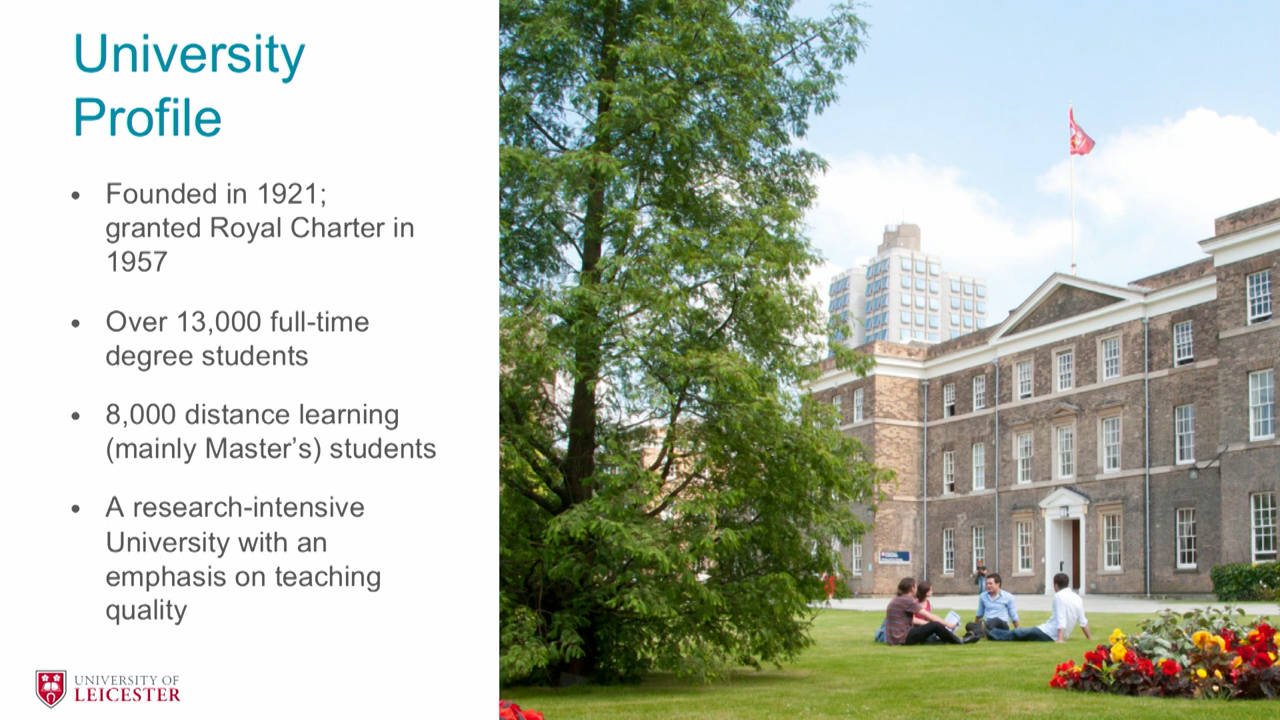 University
Profile
• Founded in 1921;
granted Royal Charter in
1957
• Over 13,000 full-time
degree students
• 8,000 distance learning
(mainly Master’s) students
• A research-intensive
University with an
emphasis on teaching
quality
UNIVERSITY OF
LEICESTER